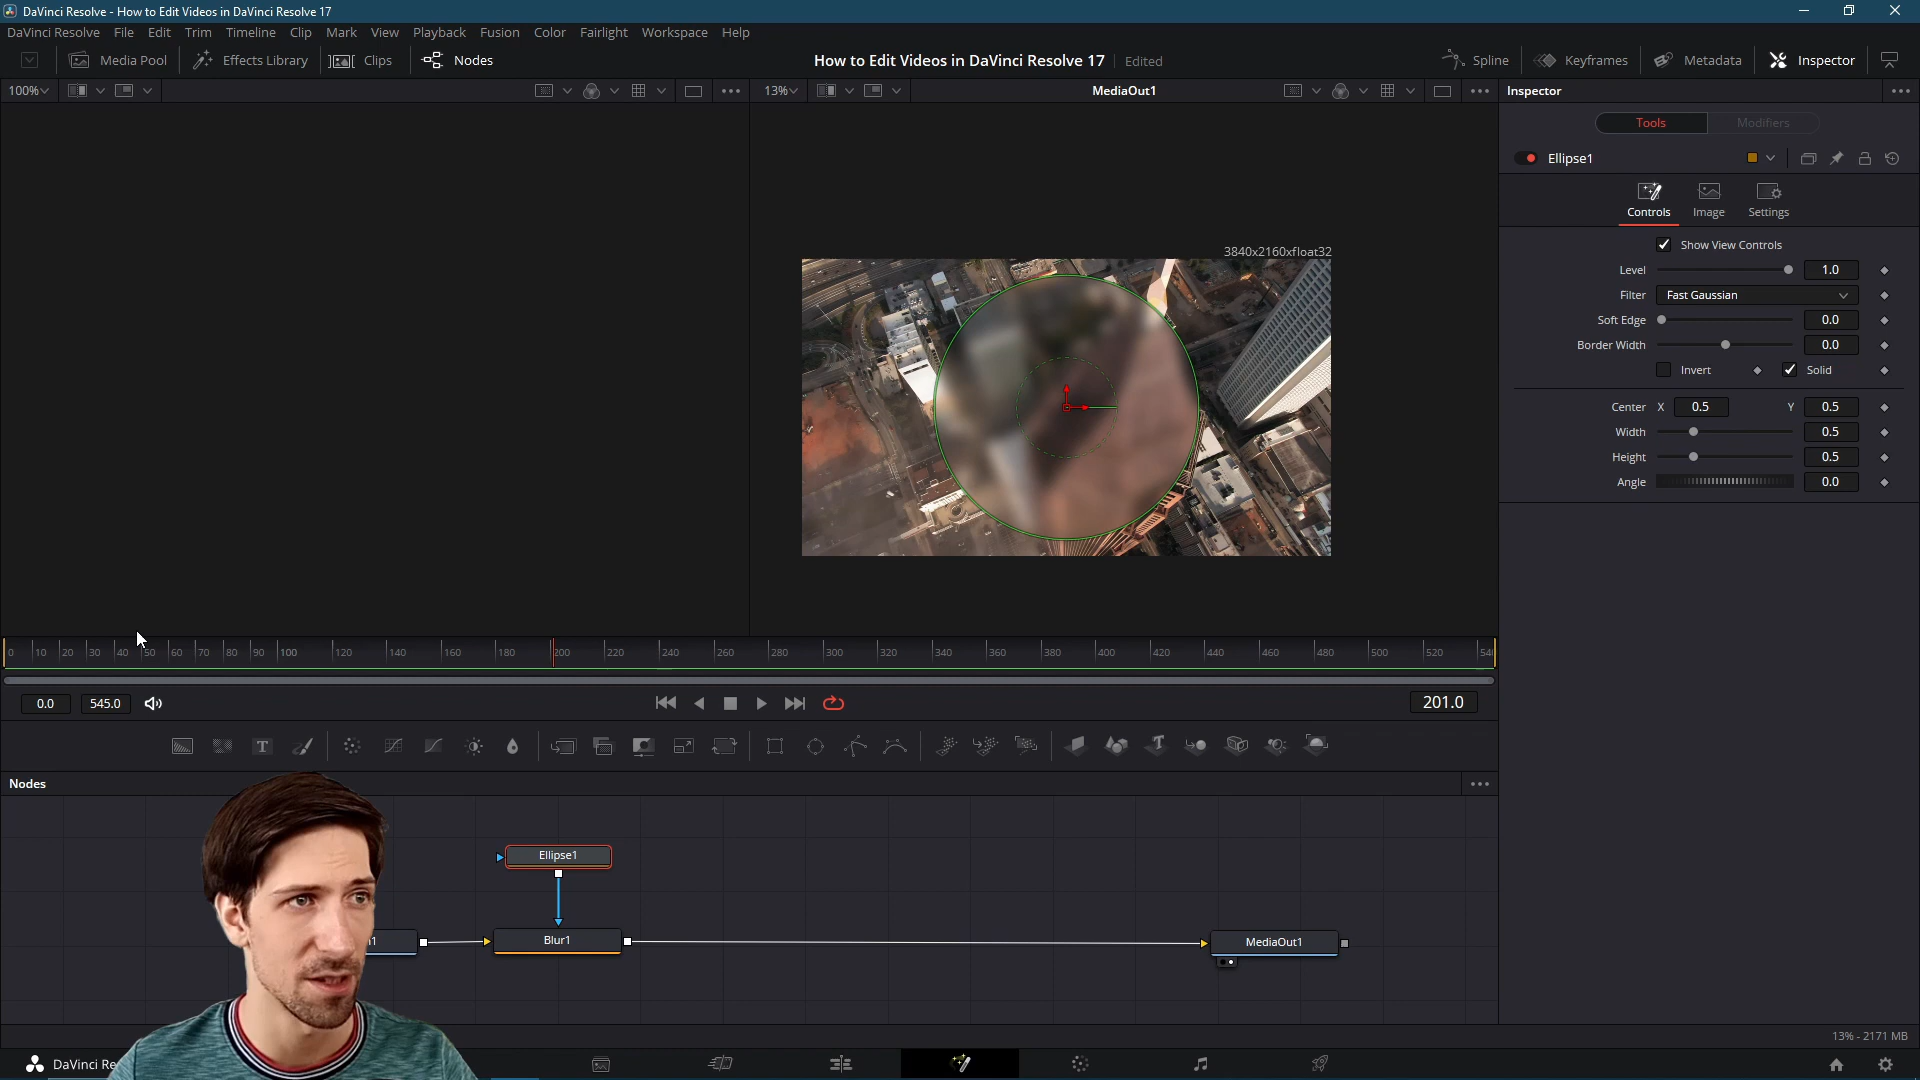 DaVinci Resolve - How to Edit Videos in DaVinci Resolve 17
DaVinci Resolve File Edit Trim Timeline Clip Mark View Playback Fusion Color Fairlight Workspace Help
Media Pool Effects Library Clips Nodes How to Edit Videos in DaVinci Resolve 17 Edited Spline Keyframes Metadata Inspector
100% 13% MediaOut1 Inspector
Tools Modifiers
Ellipse1
Controls Image Settings
Show View Controls
3840x2160xfloat32
Level 1.0
Filter Fast Gaussian
Soft Edge 0.0
Border Width 0.0
Invert Solid
Center X 0.5 Y 0.5
Width 0.5
Height 0.5
Angle 0.0
0 10 20 30 40 50 60 70 80 90 100 120 140 160 180 200 220 240 260 280 300 320 340 360 380 400 420 440 460 480 500 520 54
0.0 545.0 201.0
T
Nodes
Ellipse1
n1 Blur1 MediaOut1
13% - 2171 MB
DaVinci Re